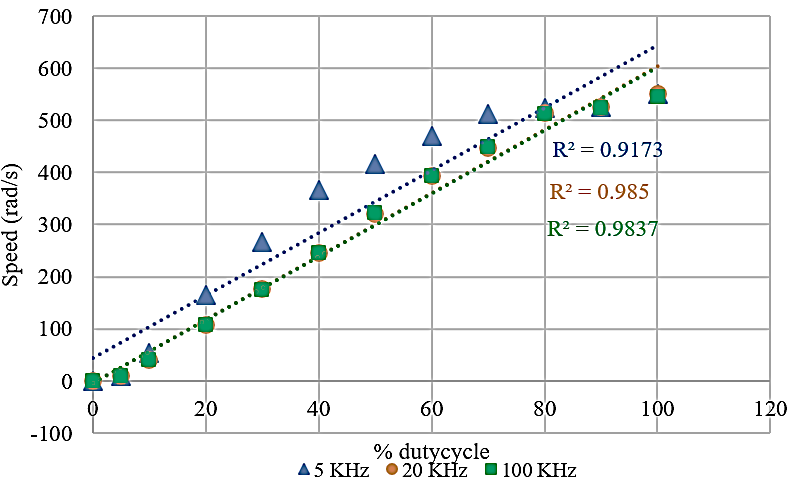 700
600
500
400
300
200
100
0
-100
Speed (rad/s)
R² = 0.9173
R² = 0.985
R² = 0.9837
0 20 40 60 80 100 120
% dutycycle
5 KHz 20 KHz 100 KHz